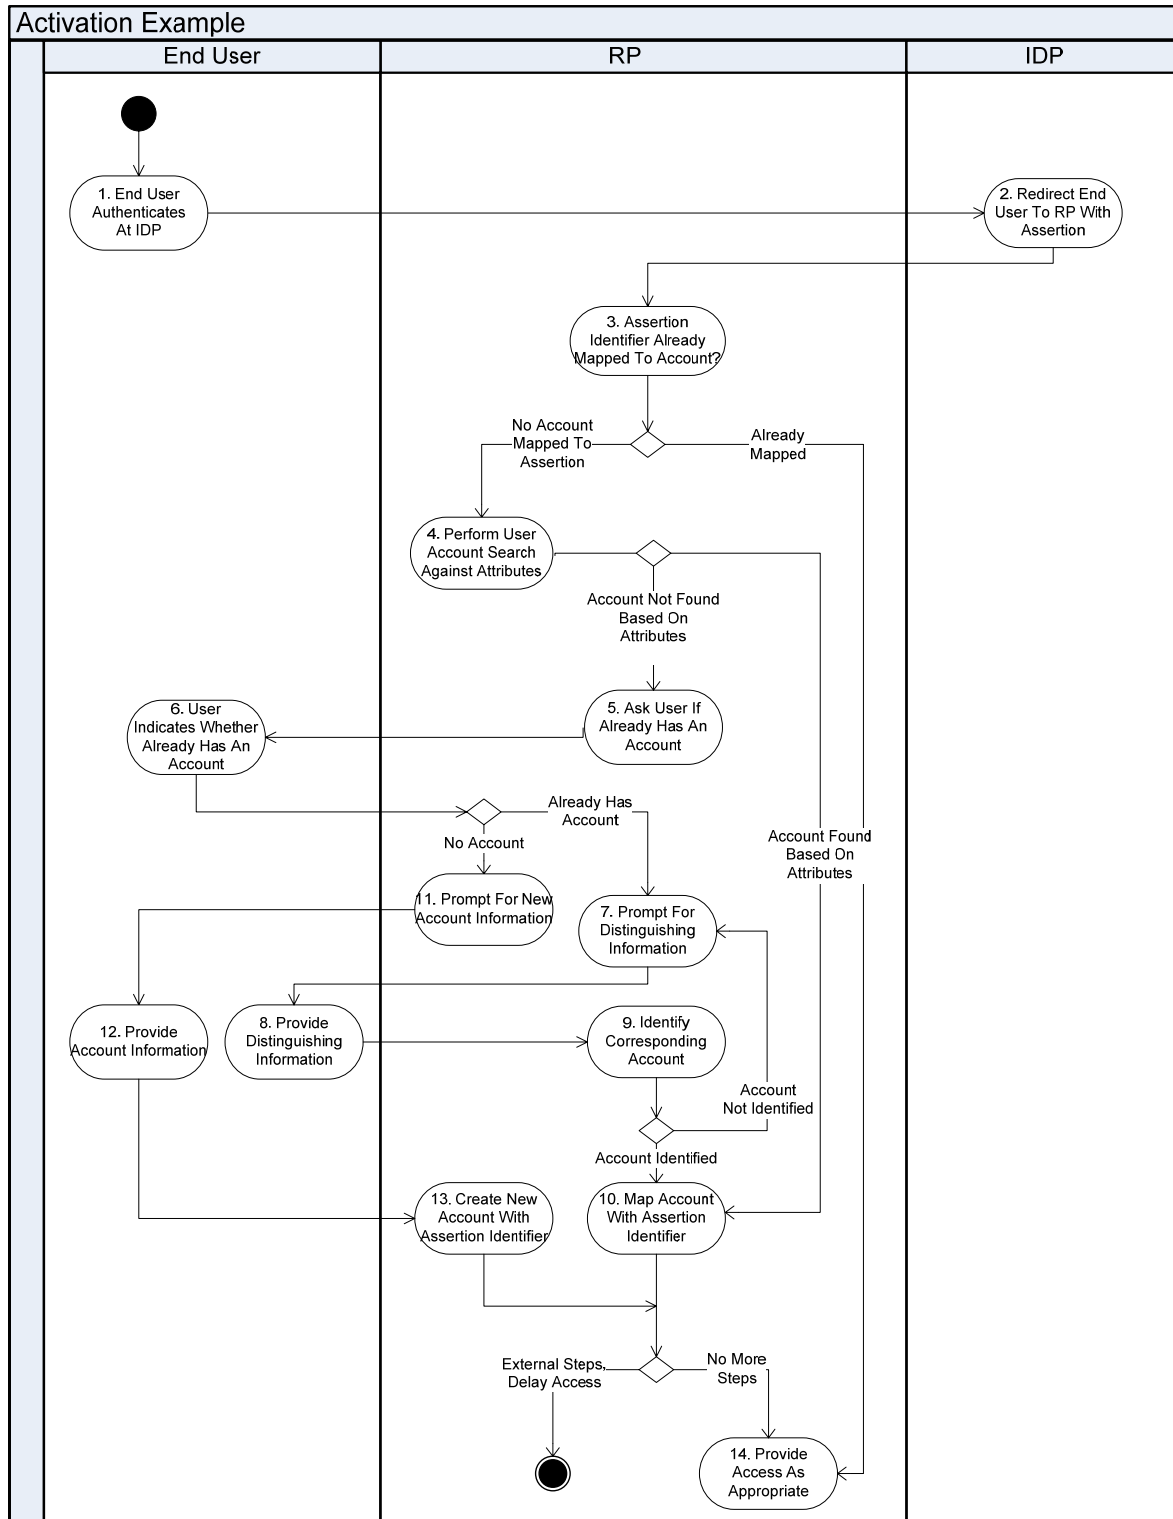 Activation Example
End User
RP
IDP
1. End User
Authenticates
At IDP
2. Redirect End
User To RP With
Assertion
3. Assertion
Identifier Already
Mapped To Account?
No Account
Mapped To
Assertion
Already
Mapped
4. Perform User
Account Search
Against Attributes
Account Not Found
Based On
Attributes
5. Ask User If
Already Has An
Account
6. User
Indicates Whether
Already Has An
Account
Already Has
Account
No Account
Account Found
Based On
Attributes
11. Prompt For New
Account Information
7. Prompt For
Distinguishing
Information
12. Provide
Account Information
8. Provide
Distinguishing
Information
9. Identify
Corresponding
Account
Account
Not Identified
Account Identified
13. Create New
Account With
Assertion Identifier
10. Map Account
With Assertion
Identifier
External Steps,
Delay Access
No More
Steps
14. Provide
Access As
Appropriate